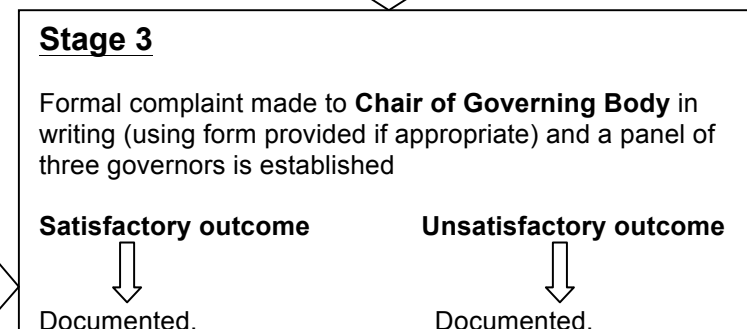 Stage 3
Formal complaint made to Chair of Governing Body in
writing (using form provided if appropriate) and a panel of
three governors is established
Satisfactory outcome Unsatisfactory outcome
Documented. Documented.